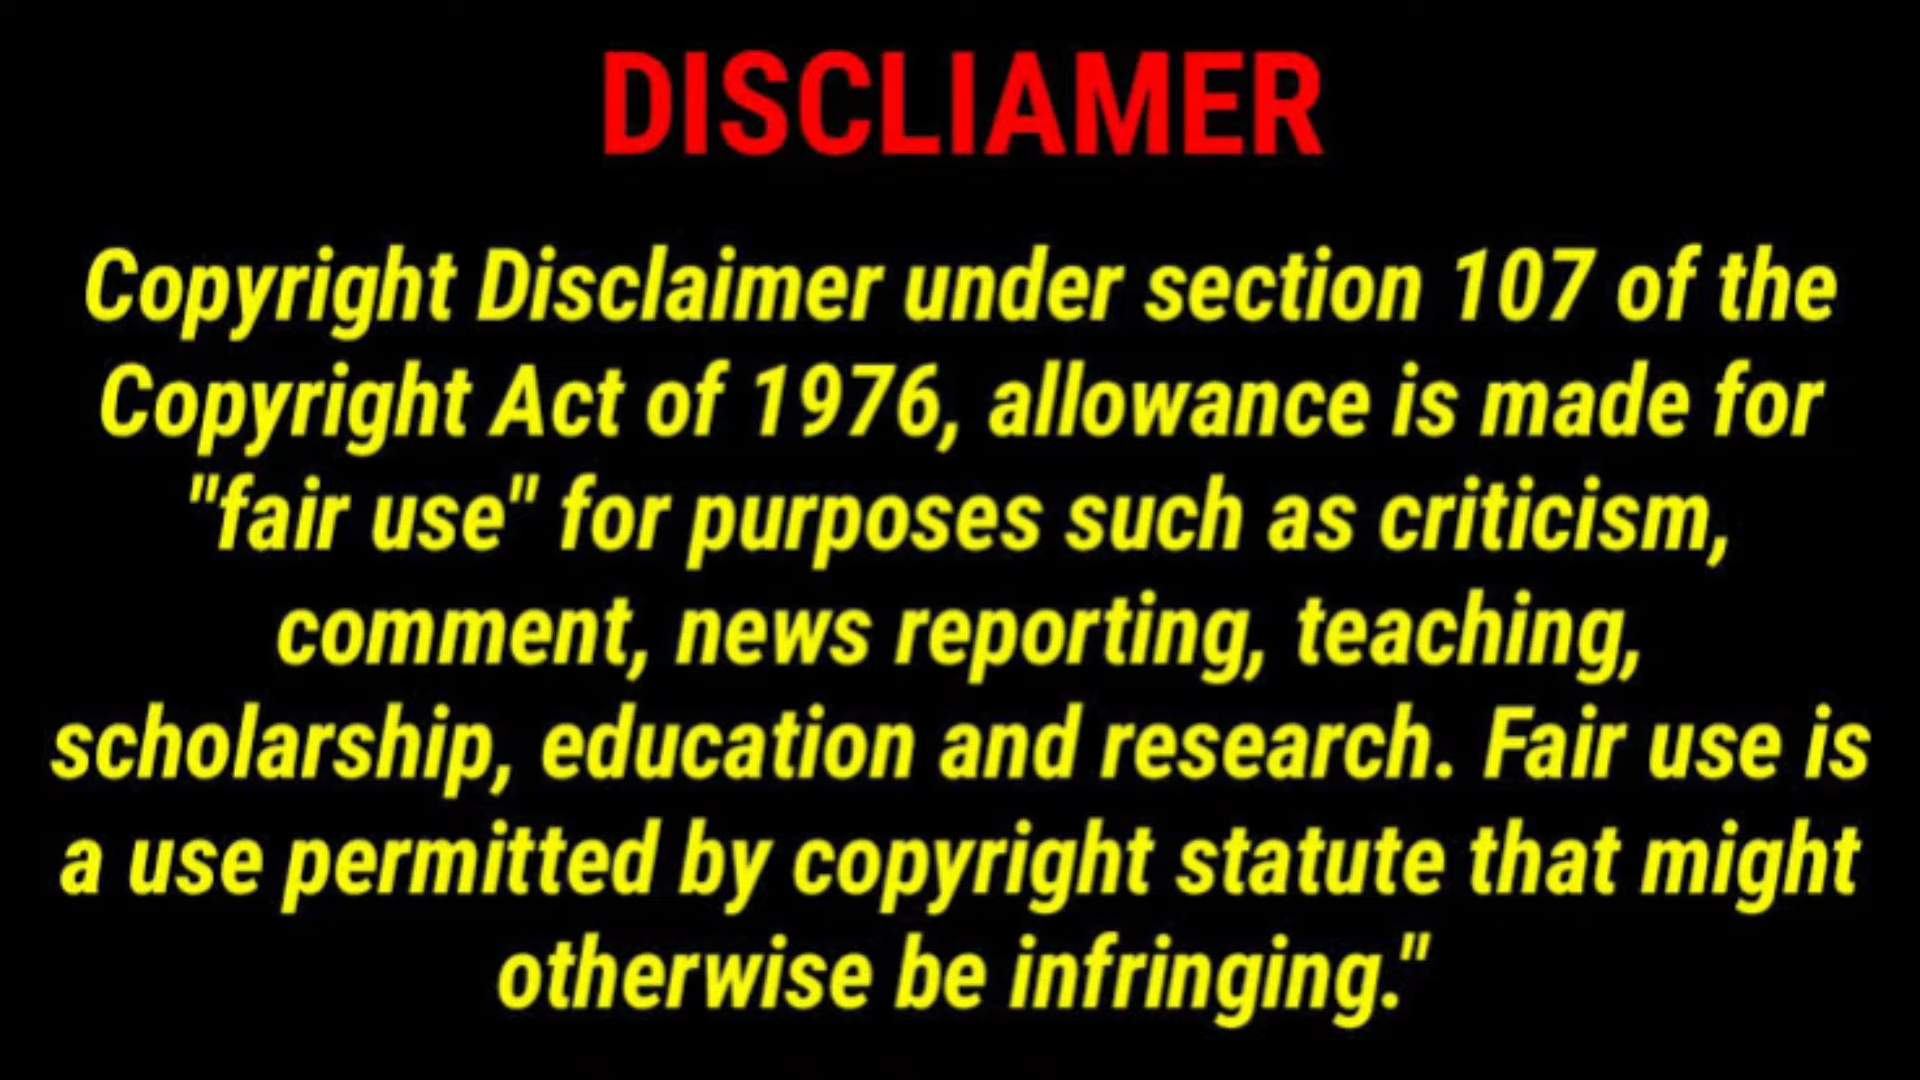 DISCLIAMER
Copyright Disclaimer under section 107 of the
Copyright Act of 1976, allowance is made for
"fair use" for purposes such as criticism,
comment, news reporting, teaching,
scholarship, education and research. Fair use is
a use permitted by copyright statute that might
otherwise be infringing."